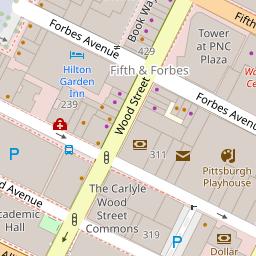 Book Way
Fifth
Forbes Avenue
Tower
at PNC
Plaza
429
Hilton
Garden
Inn
Fifth & Forbes
239
Wood Street
Forbes Avenue
311
Pittsburgh
Playhouse
P
The Carlyle
Wood
Street
Commons
d Avenue
cademic
Hall
319
P
Dollar